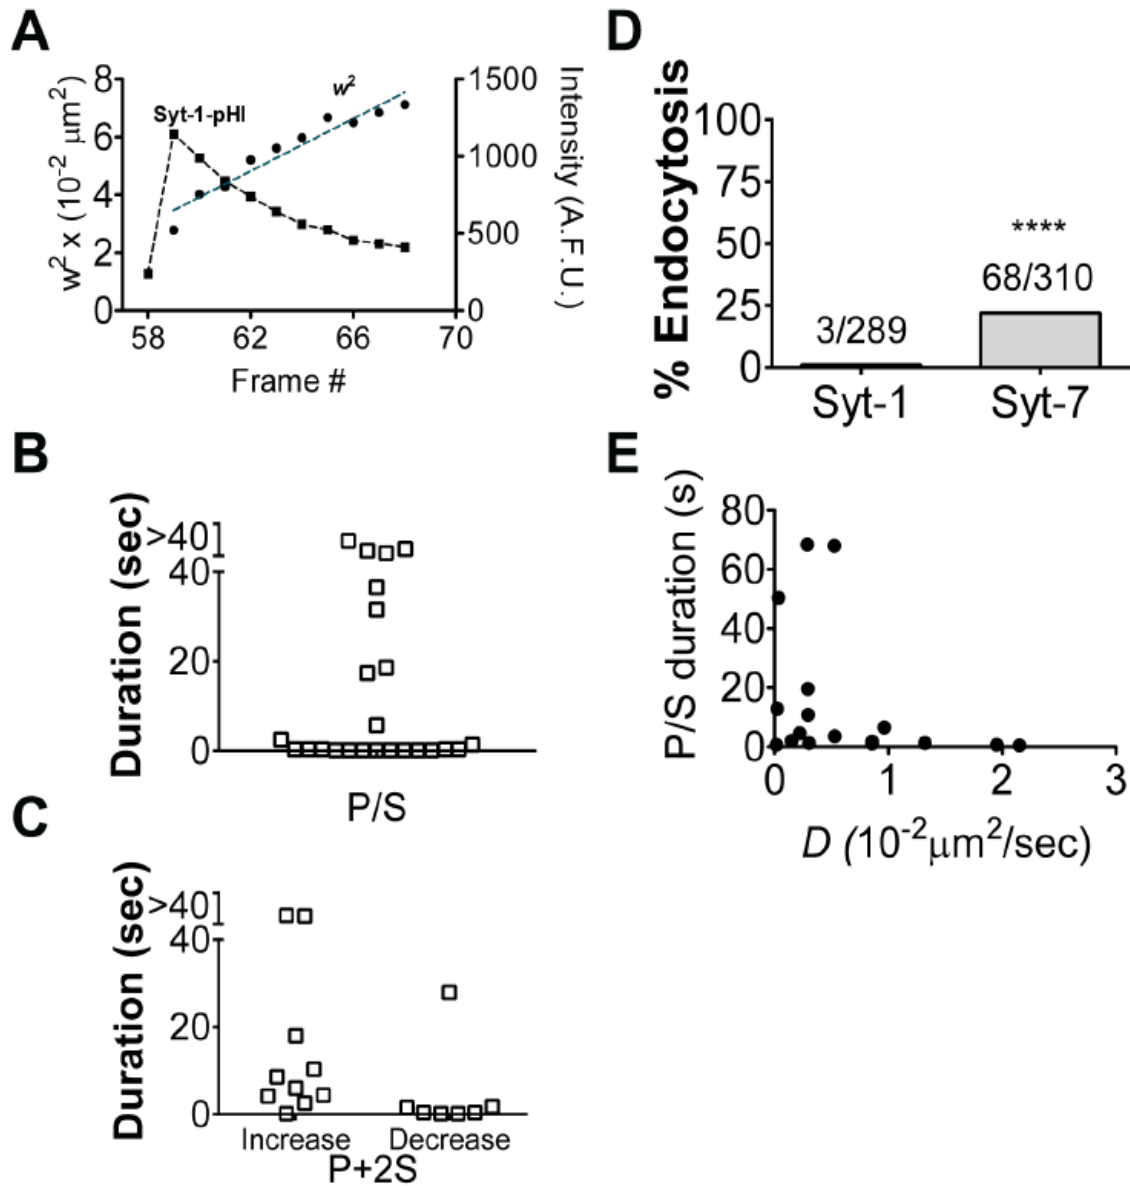 A
w² x (10⁻² μm²)
8
6
4
2
0
Syt-1-pHl
w²
1500
1000
500
0
Intensity (A.F.U.)
58
62
66
70
Frame #
D
% Endocytosis
100
75
50
25
0
****
68/310
3/289
Syt-1
Syt-7
B
Duration (sec)
>40
40
20
0
P/S
E
P/S duration (s)
80
60
40
20
0
0
1
2
3
D (10⁻²μm²/sec)
C
Duration (sec)
>40
40
20
0
Increase
Decrease
P+2S